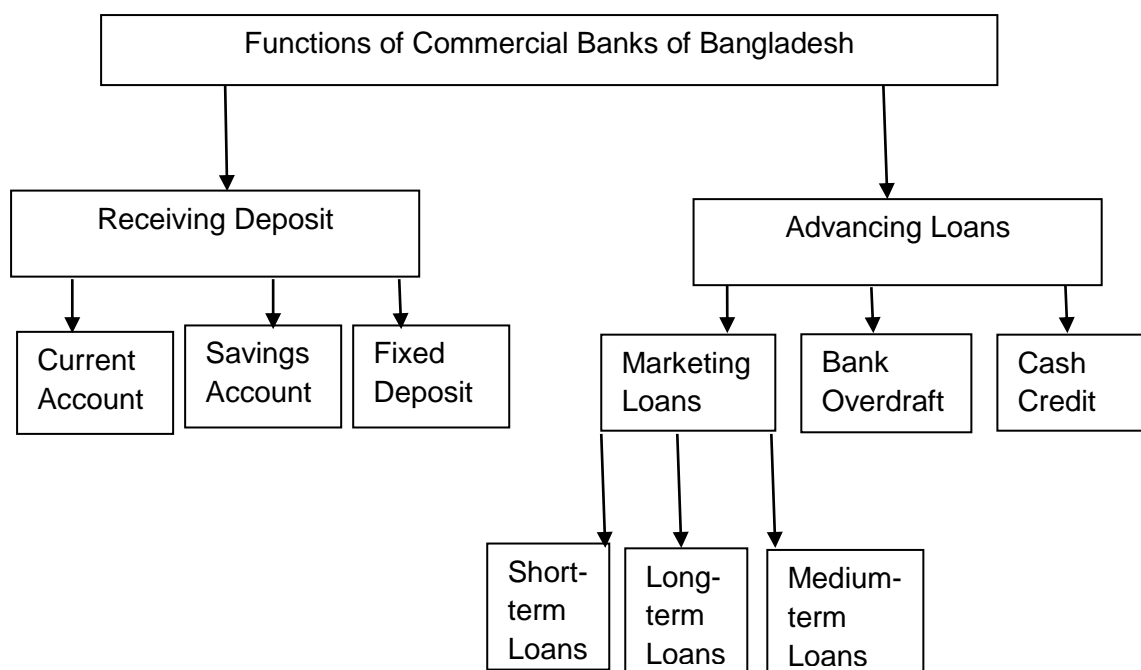 Functions of Commercial Banks of Bangladesh
Receiving Deposit
Advancing Loans
Current
Account
Savings
Account
Fixed
Deposit
Marketing
Loans
Bank
Overdraft
Cash
Credit
Short-
term
Loans
Long-
term
Loans
Medium-
term
Loans